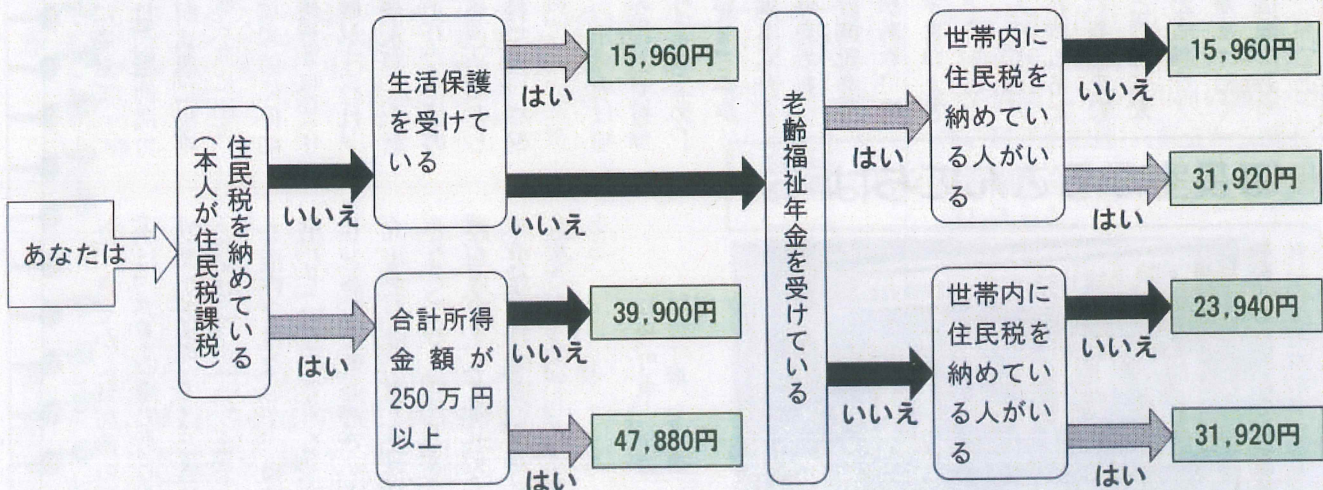 あなたは
住民税を納めている
(本人が住民税課税)
いいえ
はい
生活保護
を受けて
いる
はい
15,960円
いいえ
合計所得
金額が
250万円
以上
いいえ
39,900円
はい
47,880円
老齢福祉年金を受けている
はい
いいえ
世帯内に
住民税を
納めてい
る人がい
る
いいえ
15,960円
はい
31,920円
世帯内に
住民税を
納めてい
る人がい
る
いいえ
23,940円
はい
31,920円